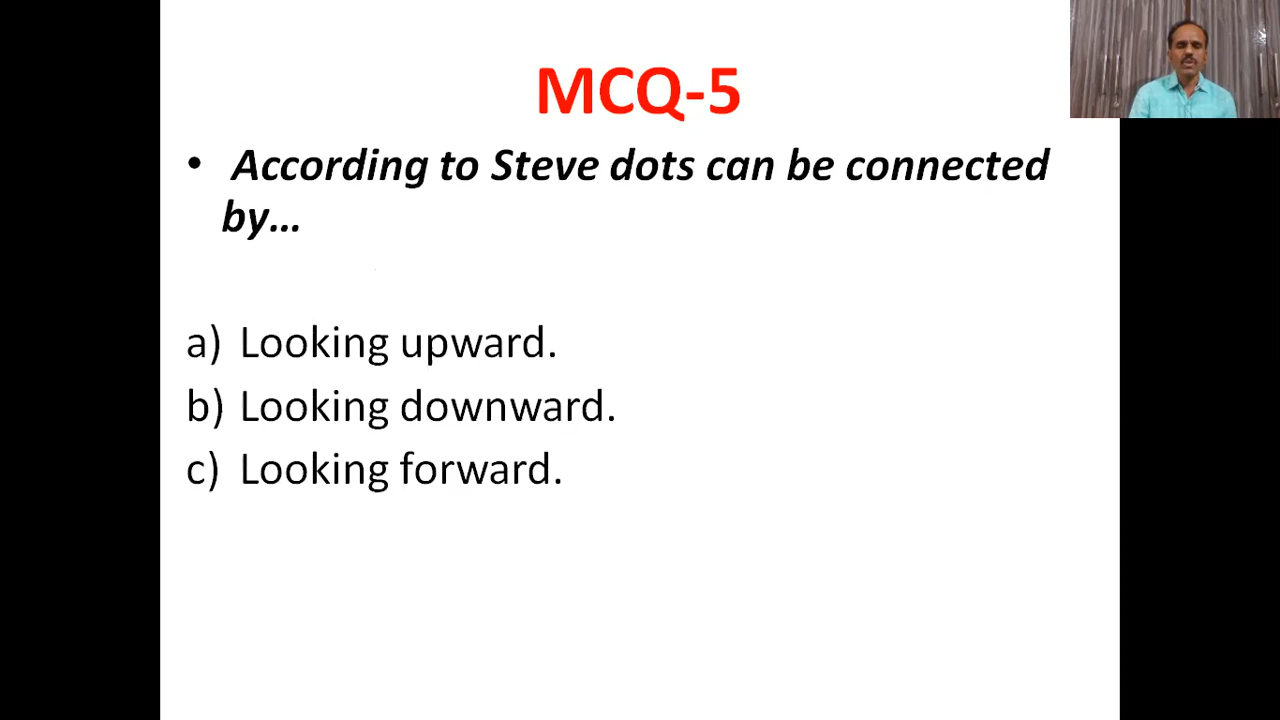 MCQ-5
• According to Steve dots can be connected
by...
a) Looking upward.
b) Looking downward.
c) Looking forward.